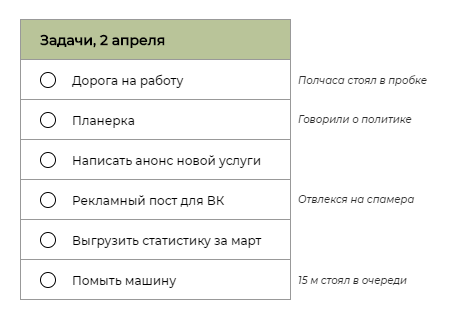 Задачи, 2 апреля
Дорога на работу Полчаса стоял в пробке
Планерка Говорили о политике
Написать анонс новой услуги
Рекламный пост для ВК Отвлекся на спамера
Выгрузить статистику за март
Помыть машину 15 м стоял в очереди